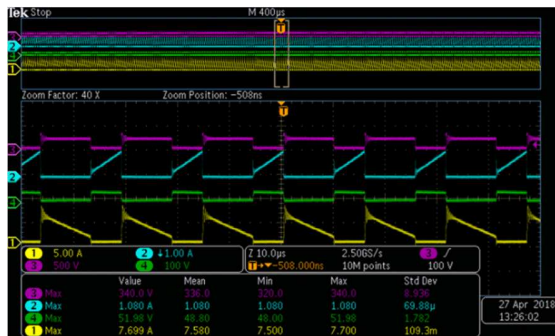 Tek Stop M 400µs
Zoom Factor: 40 X Zoom Position: -508ns
1 5.00 A 2 ↓1.00 A Z 10.0µs 2.50GS/s 3
3 500 V 4 100 V T→▼-508.000ns 10M points 100 V
Value Mean Min Max Std Dev
3 Max 340.0 V 336.0 320.0 340.0 8.936
2 Max 1.080 A 1.080 1.080 1.080 69.88µ
4 Max 51.98 V 48.80 48.00 51.98 1.782
1 Max 7.699 A 7.580 7.500 7.700 109.3m
27 Apr 2018
13:26:02